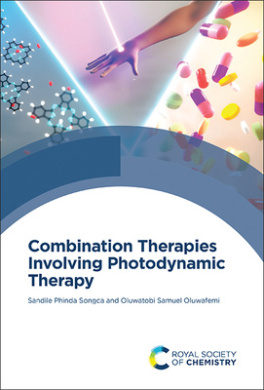 Combination Therapies
Involving Photodynamic
Therapy
Sandile Phinda Songca and Oluwatobi Samuel Oluwafemi
ROYAL SOCIETY
OF CHEMISTRY